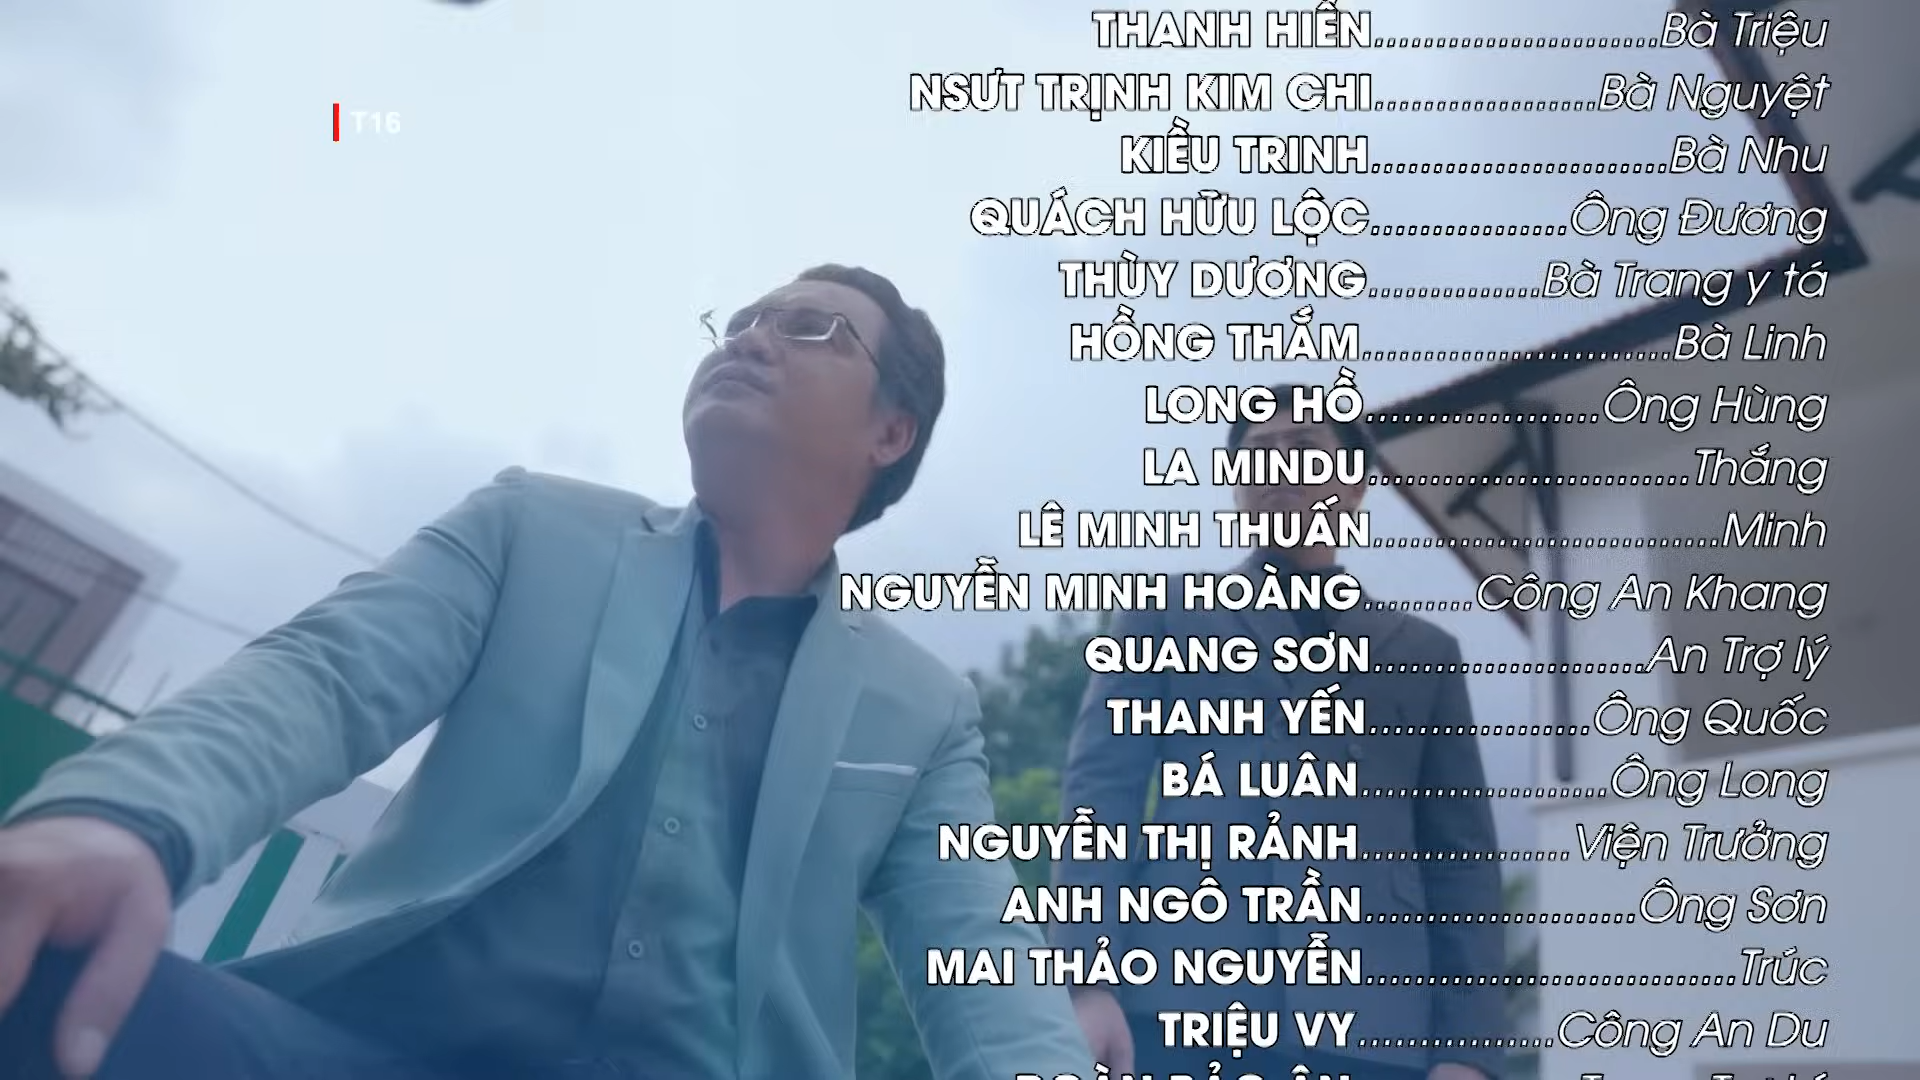 THANH HIỀN........................Bà Triệu
NSƯT TRỊNH KIM CHI...................Bà Nguyệt
T16
KIỀU TRINH.........................Bà Nhu
QUÁCH HỮU LỘC................Ông Đương
THÙY DƯƠNG..............Bà Trang y tá
HỒNG THẮM..........................Bà Linh
LONG HỒ...................Ông Hùng
LA MINDU..........................Thắng
LÊ MINH THUẤN.............................Minh
NGUYỄN MINH HOÀNG.........Công An Khang
QUANG SƠN......................An Trợ lý
THANH YẾN..................Ông Quốc
BÁ LUÂN....................Ông Long
NGUYỄN THỊ RẢNH.................Viện Trưởng
ANH NGÔ TRẦN......................Ông Sơn
MAI THẢO NGUYỄN..............................Trúc
TRIỆU VY................Công An Du